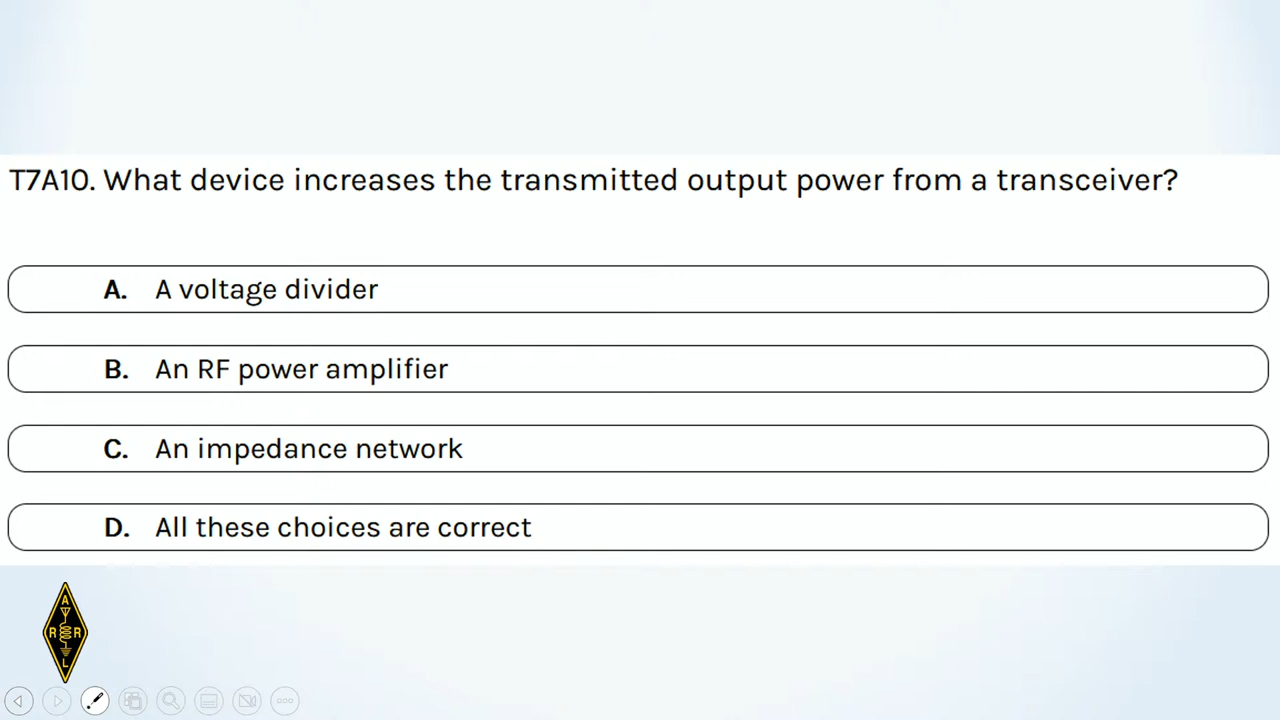 T7A10. What device increases the transmitted output power from a transceiver?
A. A voltage divider
B. An RF power amplifier
C. An impedance network
D. All these choices are correct
A
R R
L